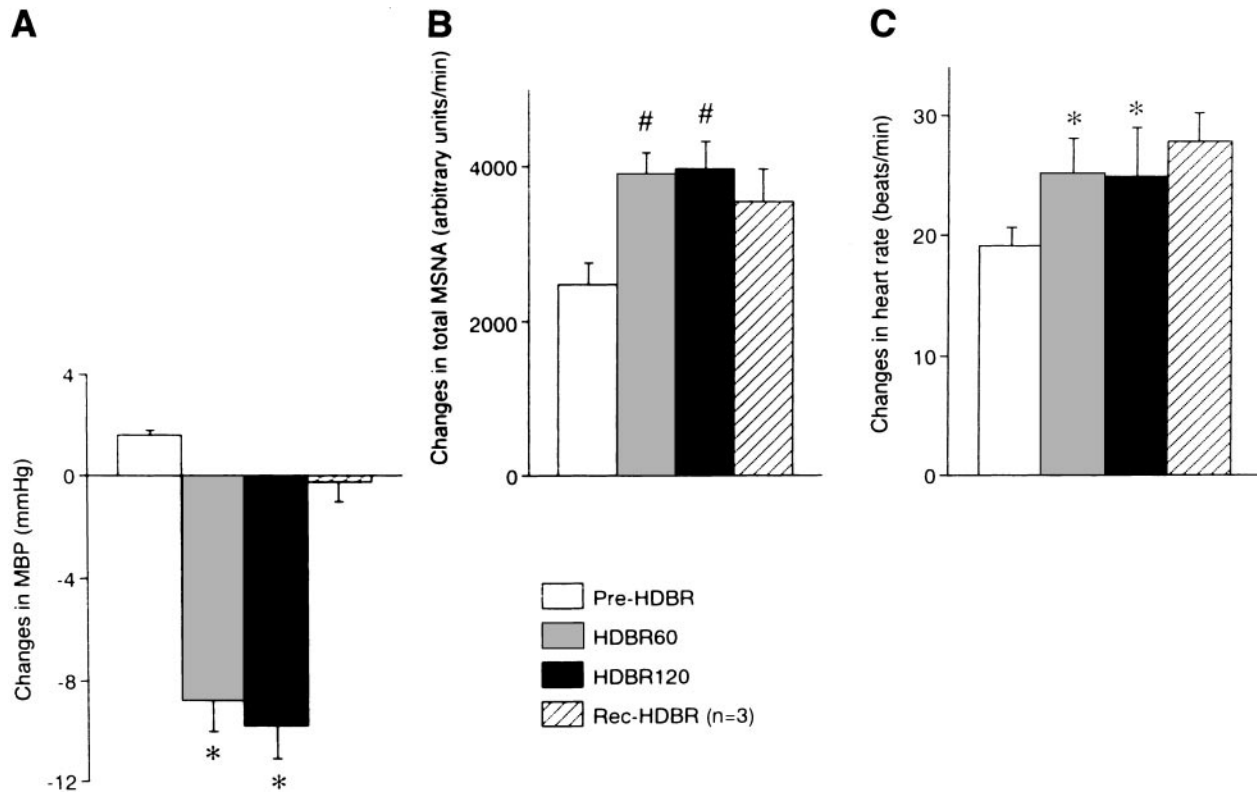 A
Changes in MBP (mmHg)
4
0
-4
-8
-12
*
*
B
Changes in total MSNA (arbitrary units/min)
4000
2000
0
#
#
C
Changes in heart rate (beats/min)
30
20
10
0
*
*
Pre-HDBR
HDBR60
HDBR120
Rec-HDBR (n=3)